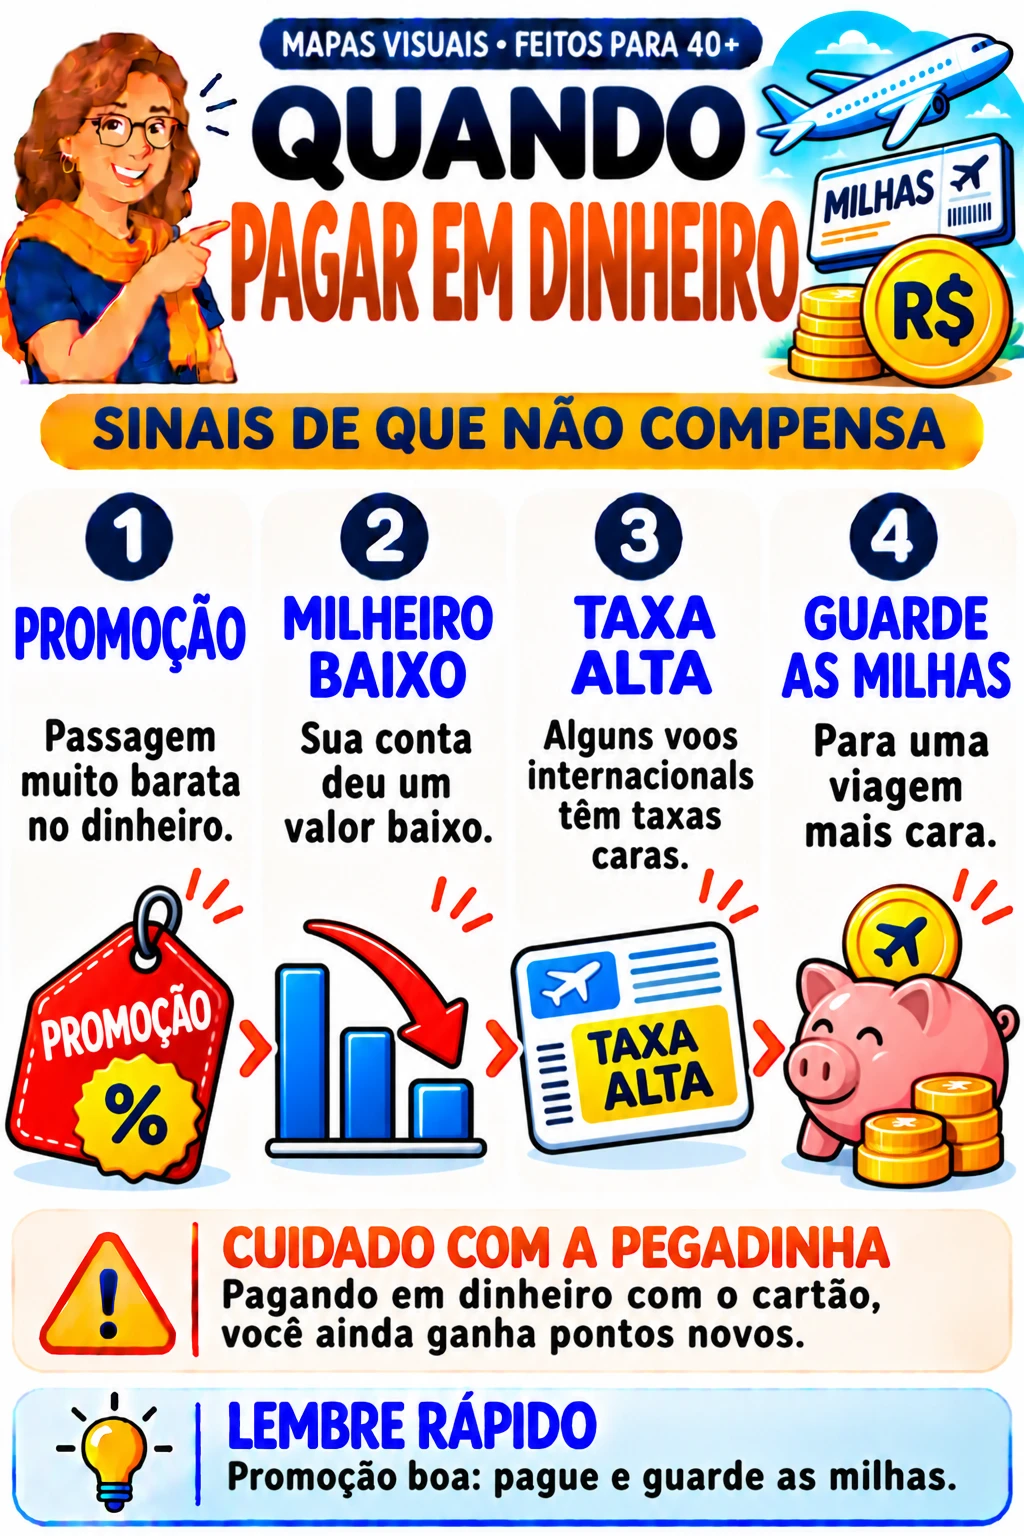 MAPAS VISUAIS • FEITOS PARA 40+
QUANDO
PAGAR EM DINHEIRO
MILHAS
R$
SINAIS DE QUE NÃO COMPENSA
1
PROMOÇÃO
Passagem
muito barata
no dinheiro.
PROMOÇÃO
%
2
MILHEIRO
BAIXO
Sua conta
deu um
valor baixo.
3
TAXA
ALTA
Alguns voos
internacionals
têm taxas
caras.
TAXA
ALTA
4
GUARDE
AS MILHAS
Para uma
viagem
mais cara.
CUIDADO COM A PEGADINHA
Pagando em dinheiro com o cartão,
você ainda ganha pontos novos.
LEMBRE RÁPIDO
Promoção boa: pague e guarde as milhas.